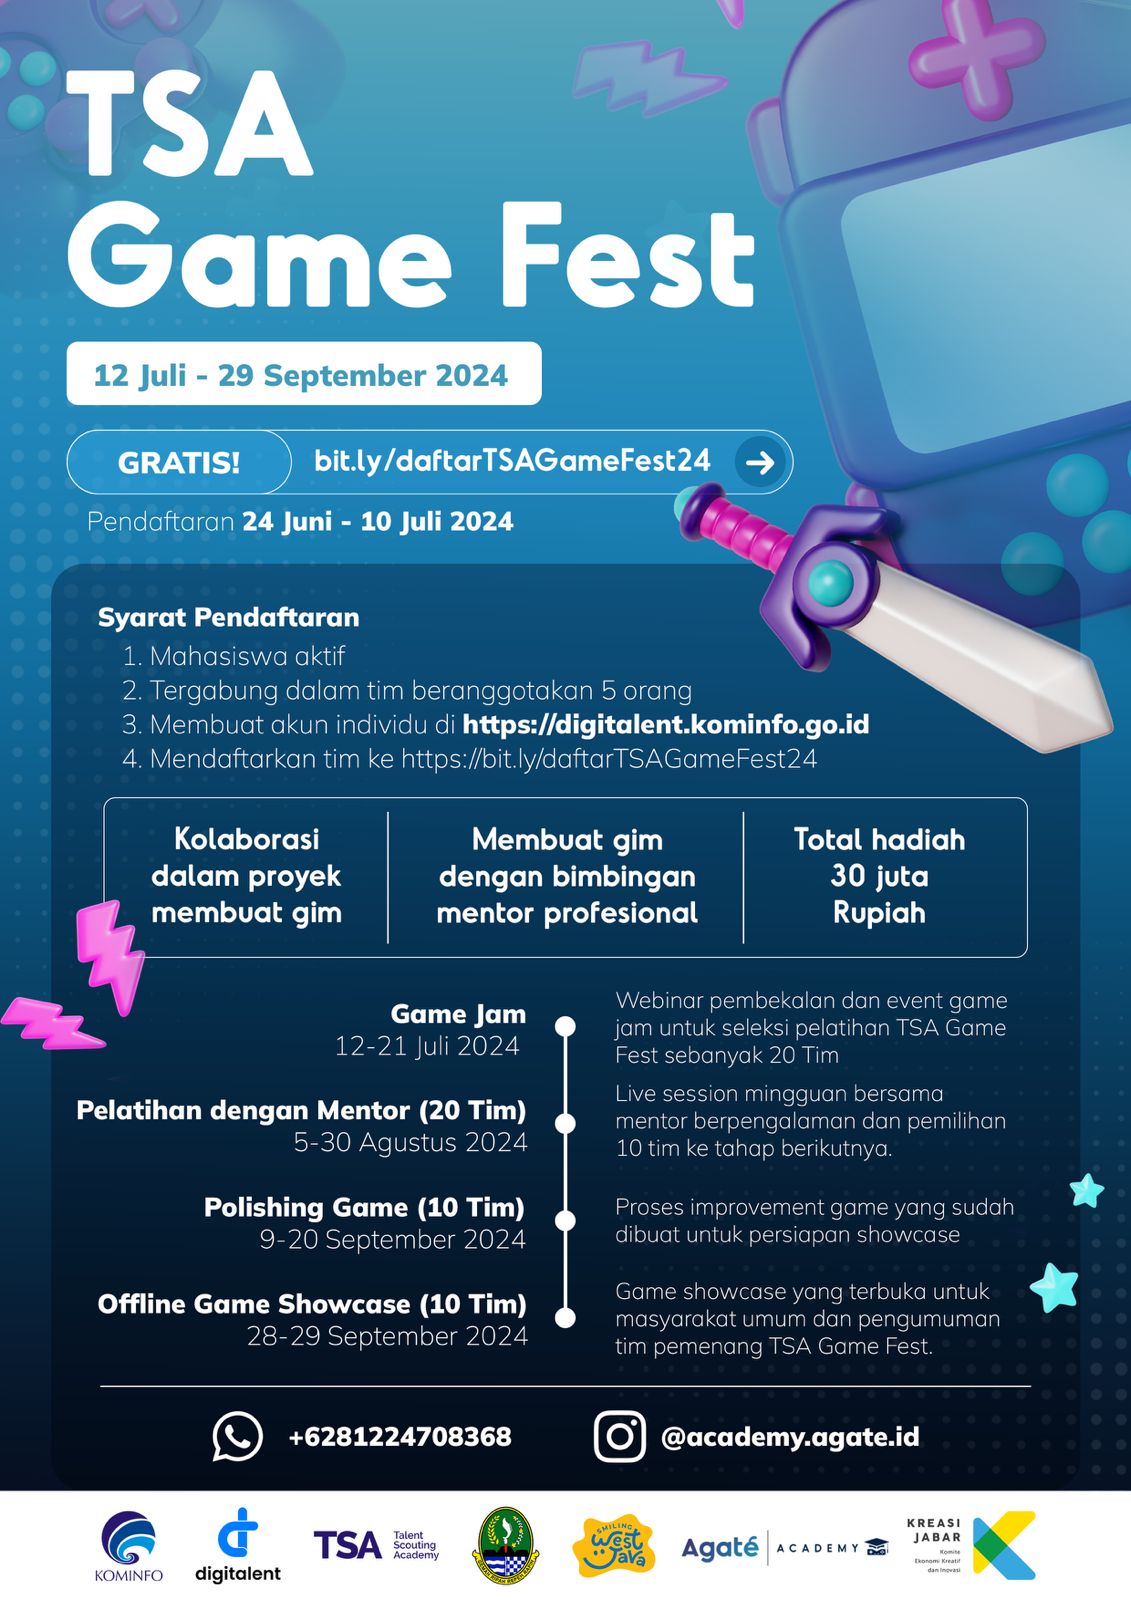 TSA
Game Fest
12 Juli - 29 September 2024
GRATIS! bit.ly/daftarTSAGameFest24
Pendaftaran 24 Juni - 10 Juli 2024
Syarat Pendaftaran
1. Mahasiswa aktif
2. Tergabung dalam tim beranggotakan 5 orang
3. Membuat akun individu di https://digitalent.kominfo.go.id
4. Mendaftarkan tim ke https://bit.ly/daftarTSAGameFest24
Kolaborasi
dalam proyek
membuat gim
Membuat gim
dengan bimbingan
mentor profesional
Total hadiah
30 juta
Rupiah
Game Jam
12-21 Juli 2024
Webinar pembekalan dan event game
jam untuk seleksi pelatihan TSA Game
Fest sebanyak 20 Tim
Pelatihan dengan Mentor (20 Tim)
5-30 Agustus 2024
Live session mingguan bersama
mentor berpengalaman dan pemilihan
10 tim ke tahap berikutnya.
Polishing Game (10 Tim)
9-20 September 2024
Proses improvement game yang sudah
dibuat untuk persiapan showcase
Offline Game Showcase (10 Tim)
28-29 September 2024
Game showcase yang terbuka untuk
masyarakat umum dan pengumuman
tim pemenang TSA Game Fest.
+6281224708368
@academy.agate.id
KOMINFO
digitalent
TSA
Talent
Scouting
Academy
SMILING
West
Java
Agaté
ACADEMY
KREASI
JABAR
Komite
Ekonomi Kreatif
dan Inovasi